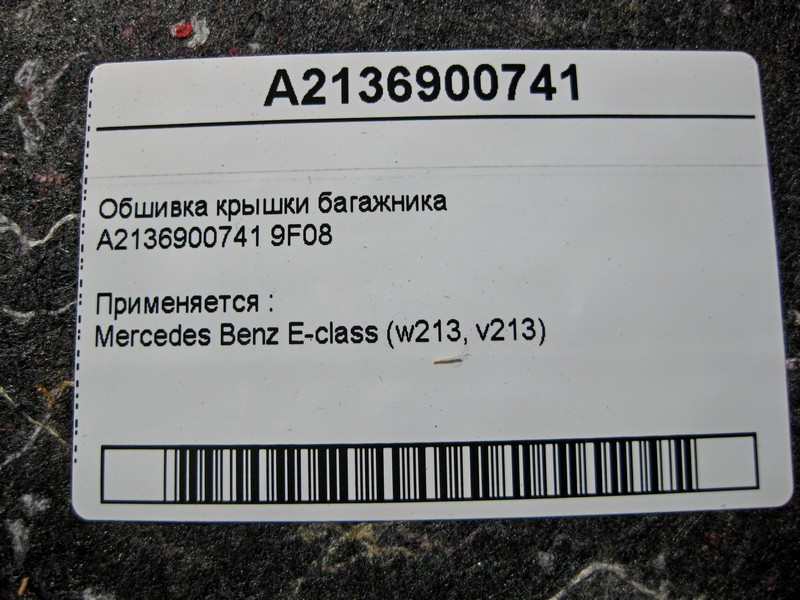 A2136900741
Обшивка крышки багажника
A2136900741 9F08
Применяется :
Mercedes Benz E-class (w213, v213)